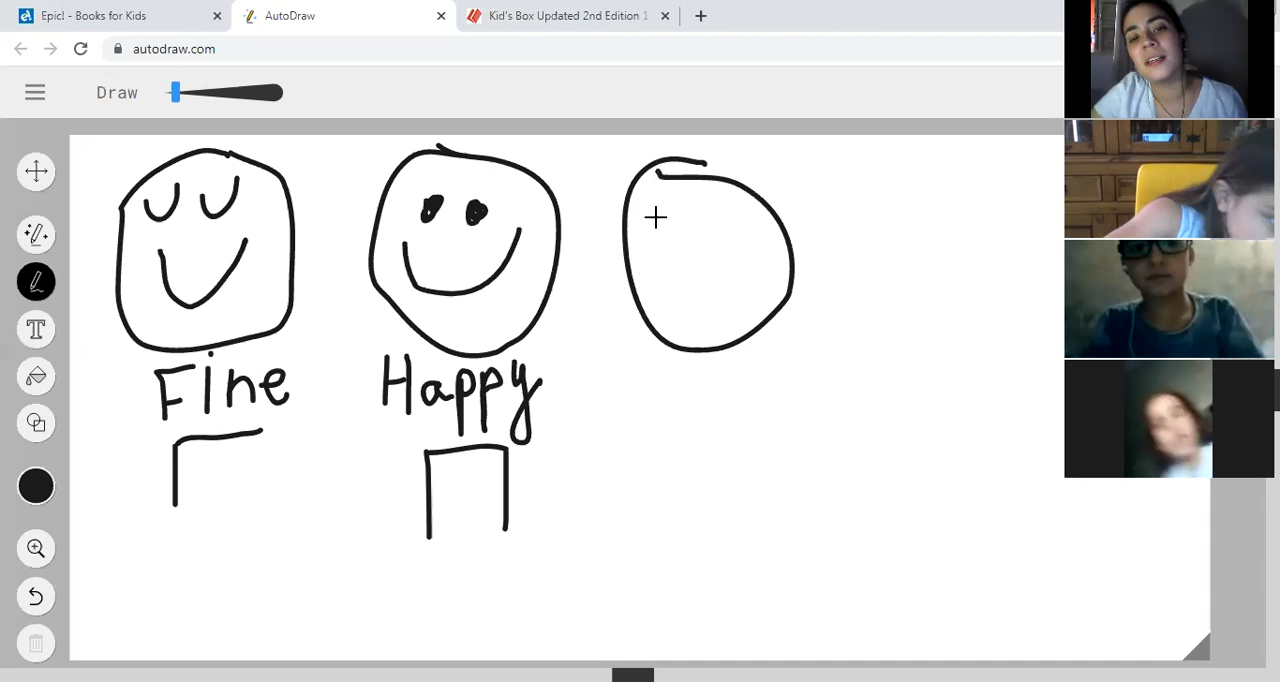 Epic! - Books for Kids
AutoDraw
Kid's Box Updated 2nd Edition 1
autodraw.com
Draw
T
Fine
Happy